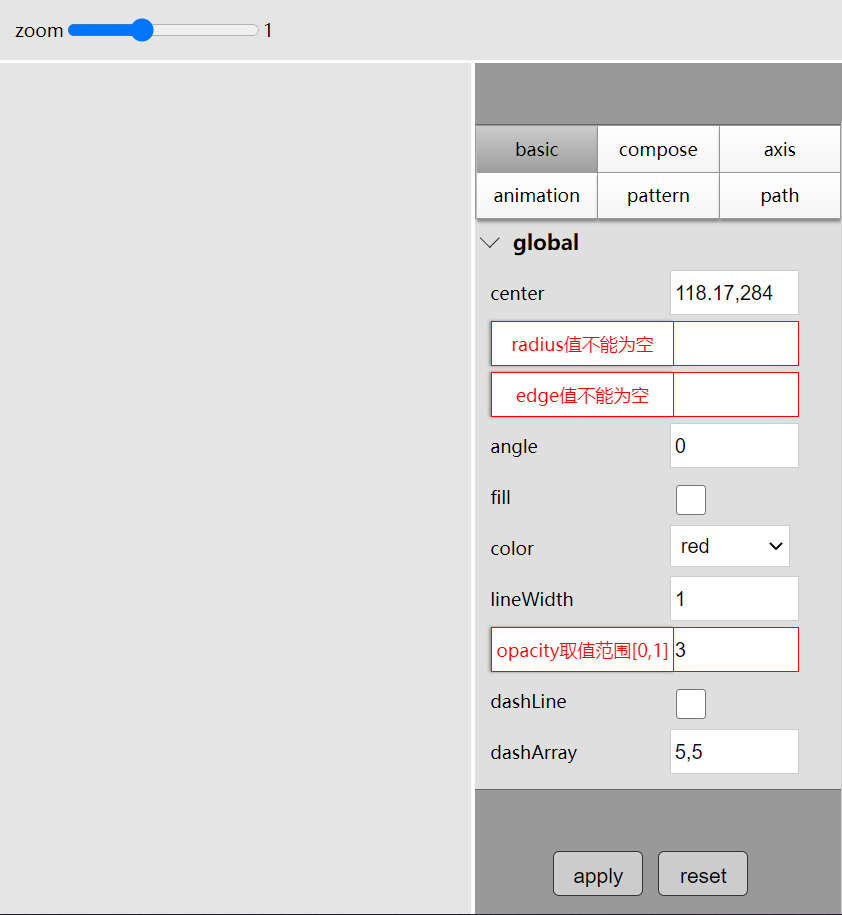 zoom 1
basic compose axis
animation pattern path
global
center 118.17,284
radius值不能为空
edge值不能为空
angle 0
fill
color red
lineWidth 1
opacity取值范围[0,1] 3
dashLine
dashArray 5,5
apply reset